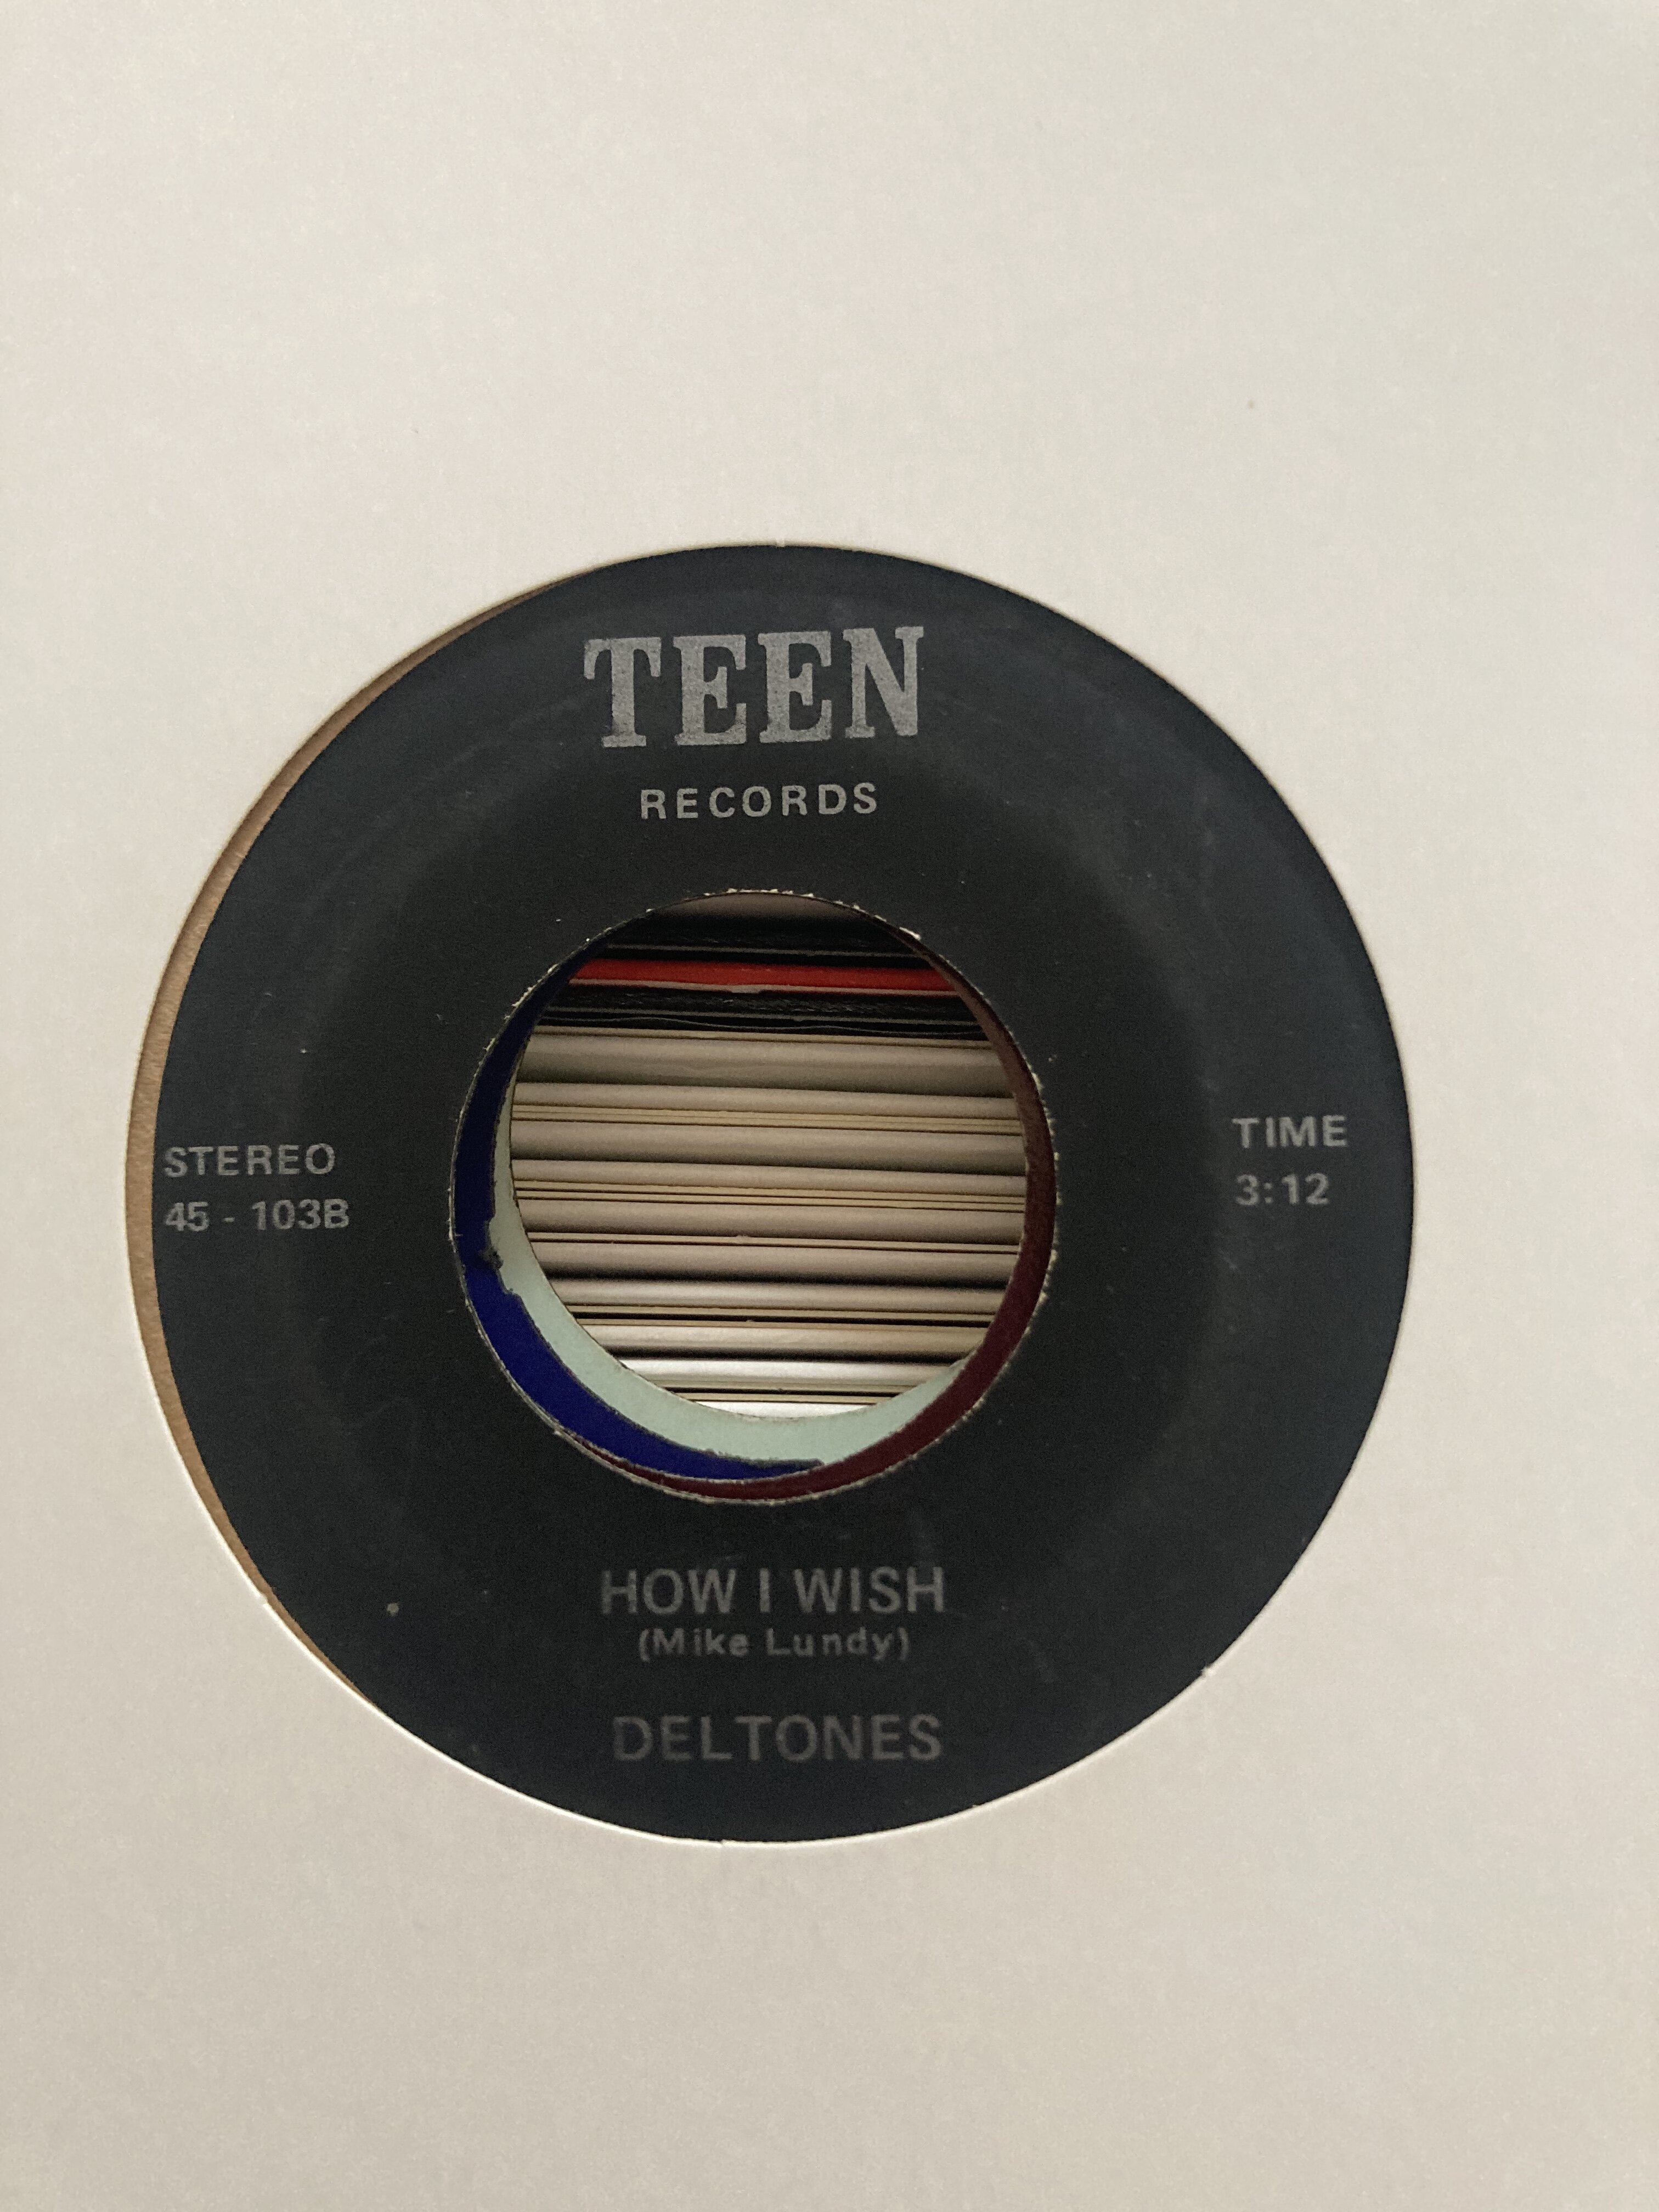 TEEN
RECORDS
STEREO
45 - 103B
TIME
3:12
HOW I WISH
(Mike Lundy)
DELTONES